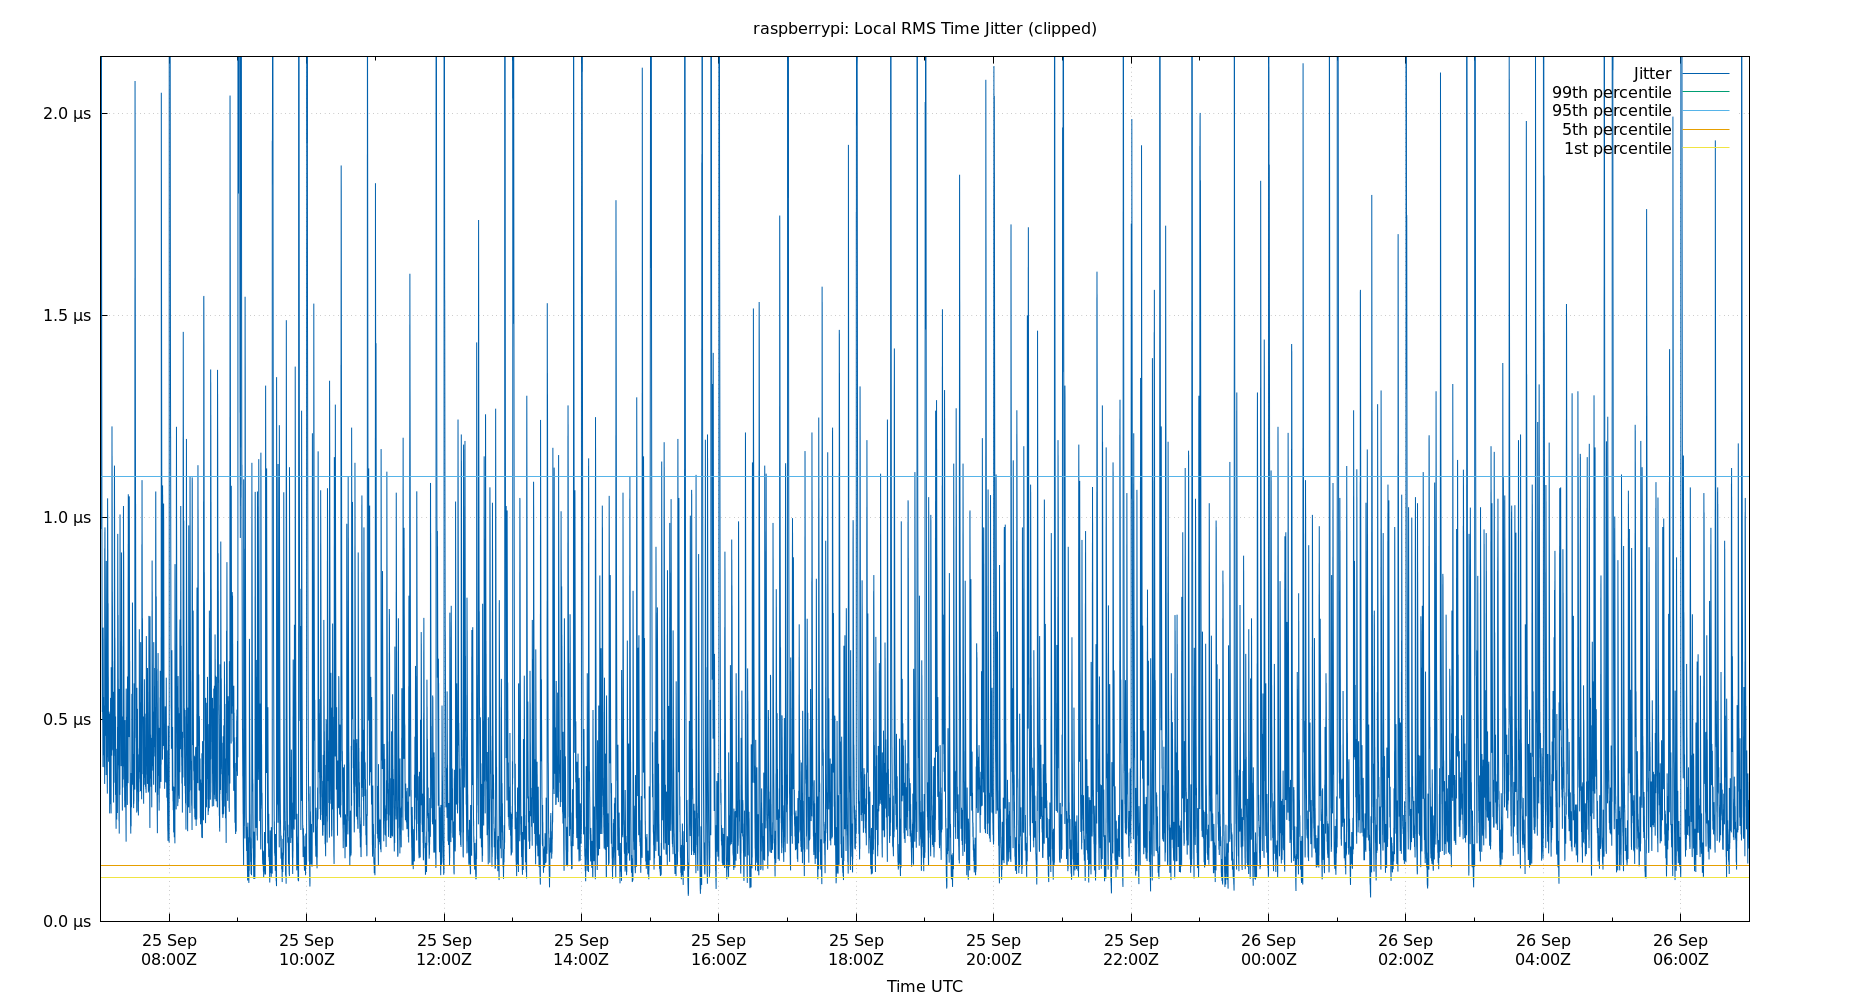 raspberrypi: Local RMS Time Jitter (clipped)
Jitter
99th percentile
95th percentile
5th percentile
1st percentile
2.0 μs
1.5 μs
1.0 μs
0.5 μs
0.0 μs
25 Sep 25 Sep 25 Sep 25 Sep 25 Sep 25 Sep 25 Sep 25 Sep 26 Sep 26 Sep 26 Sep 26 Sep
08:00Z 10:00Z 12:00Z 14:00Z 16:00Z 18:00Z 20:00Z 22:00Z 00:00Z 02:00Z 04:00Z 06:00Z
Time UTC